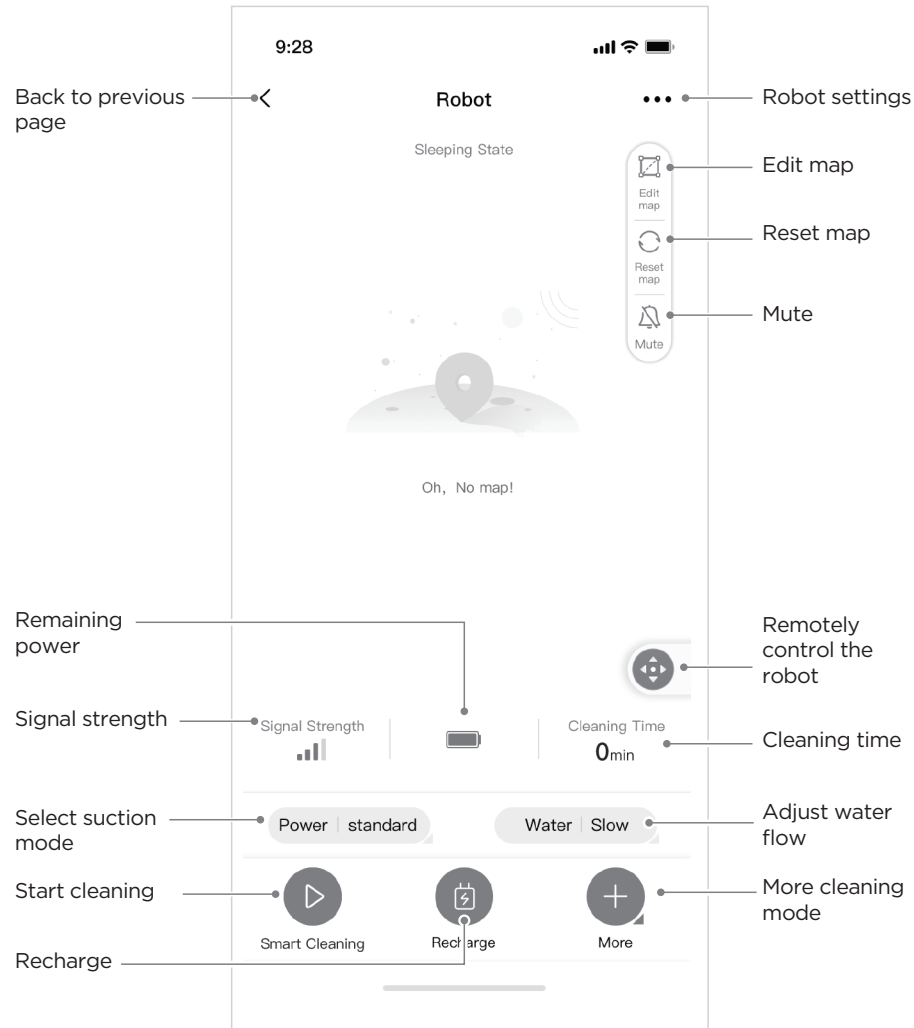 9:28
Back to previous
page
Robot
Robot settings
Sleeping State
Edit
map
Edit map
Reset
map
Reset map
Mute
Mute
Oh, No map!
Remaining
power
Remotely
control the
robot
Signal strength
Signal Strength
Cleaning Time
0min
Cleaning time
Select suction
mode
Power | standard
Water | Slow
Adjust water
flow
Start cleaning
Smart Cleaning
Recharge
More
More cleaning
mode
Recharge